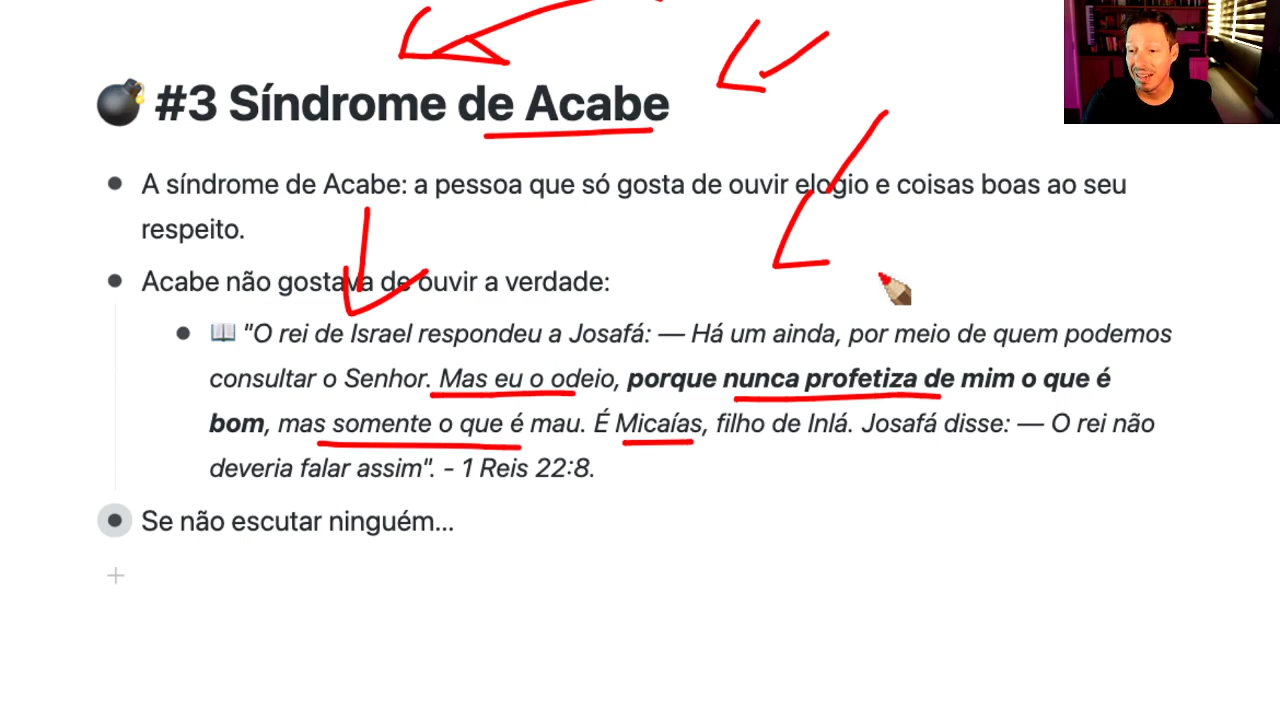 #3 Síndrome de Acabe
A síndrome de Acabe: a pessoa que só gosta de ouvir elogio e coisas boas ao seu
respeito.
Acabe não gostava de ouvir a verdade:
"O rei de Israel respondeu a Josafá: — Há um ainda, por meio de quem podemos
consultar o Senhor. Mas eu o odeio, porque nunca profetiza de mim o que é
bom, mas somente o que é mau. É Micaías, filho de Inlá. Josafá disse: — O rei não
deveria falar assim". - 1 Reis 22:8.
Se não escutar ninguém...